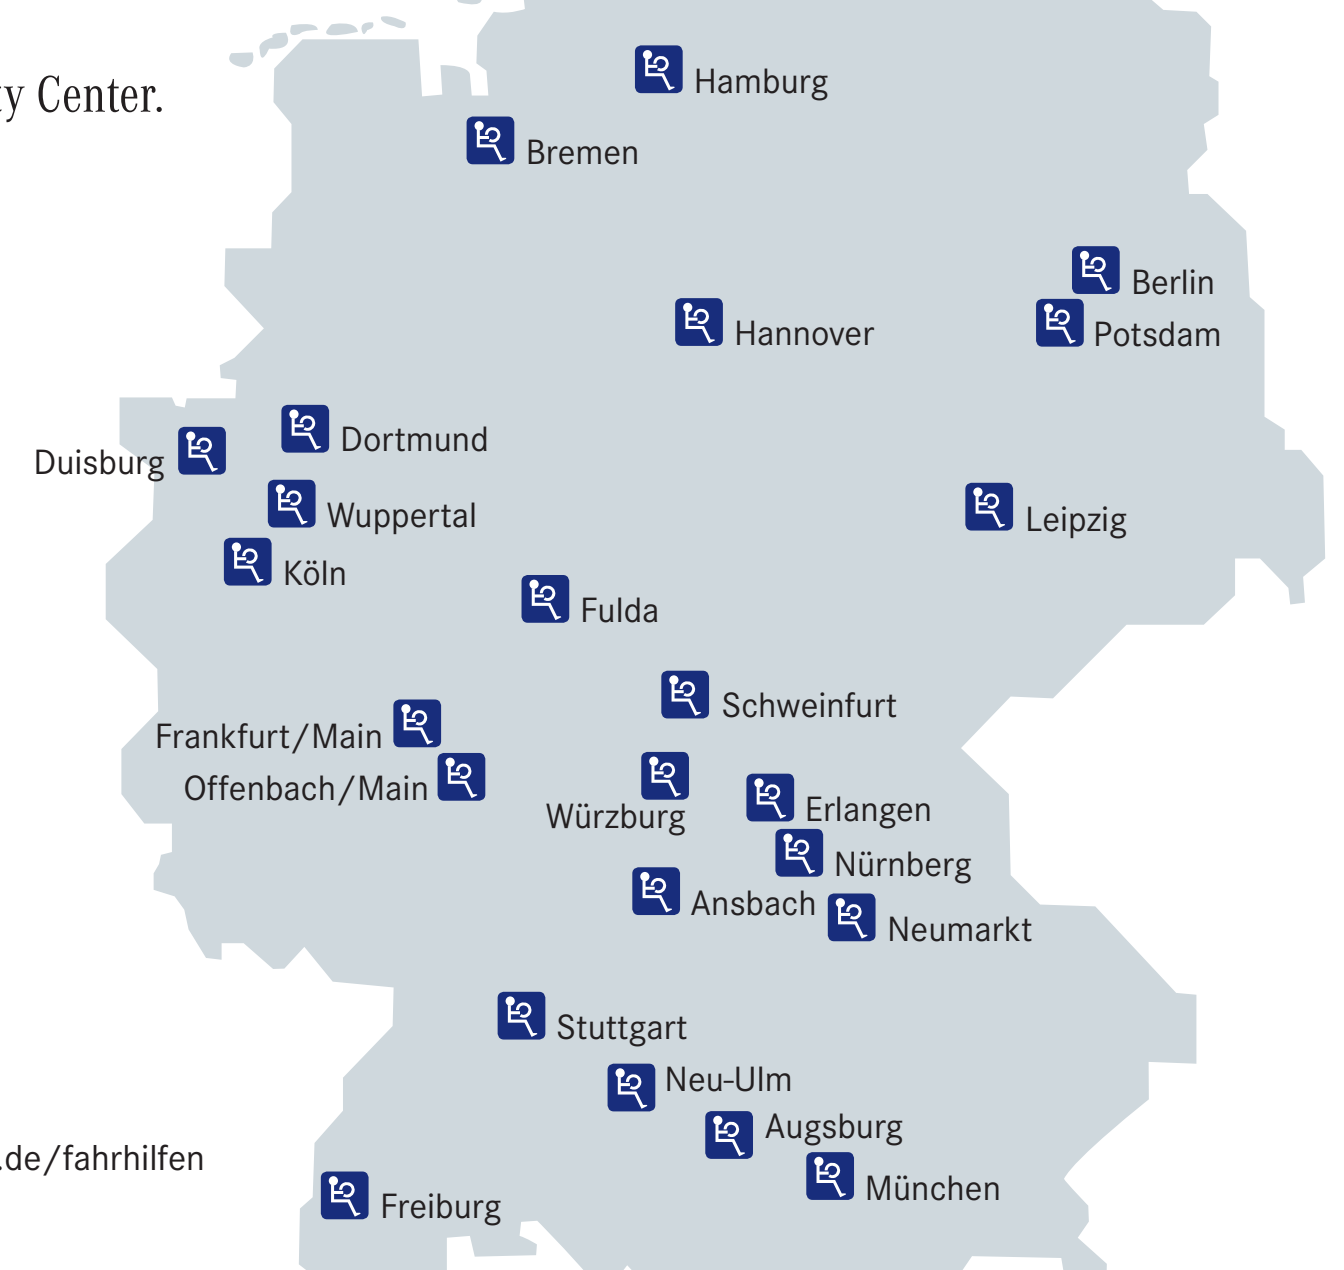 Hamburg
ty Center.
Bremen
Berlin
Hannover
Potsdam
Dortmund
Duisburg
Wuppertal
Leipzig
Köln
Fulda
Schweinfurt
Frankfurt/Main
Offenbach/Main
Würzburg
Erlangen
Nürnberg
Ansbach
Neumarkt
Stuttgart
Neu-Ulm
Augsburg
.de/fahrhilfen
München
Freiburg